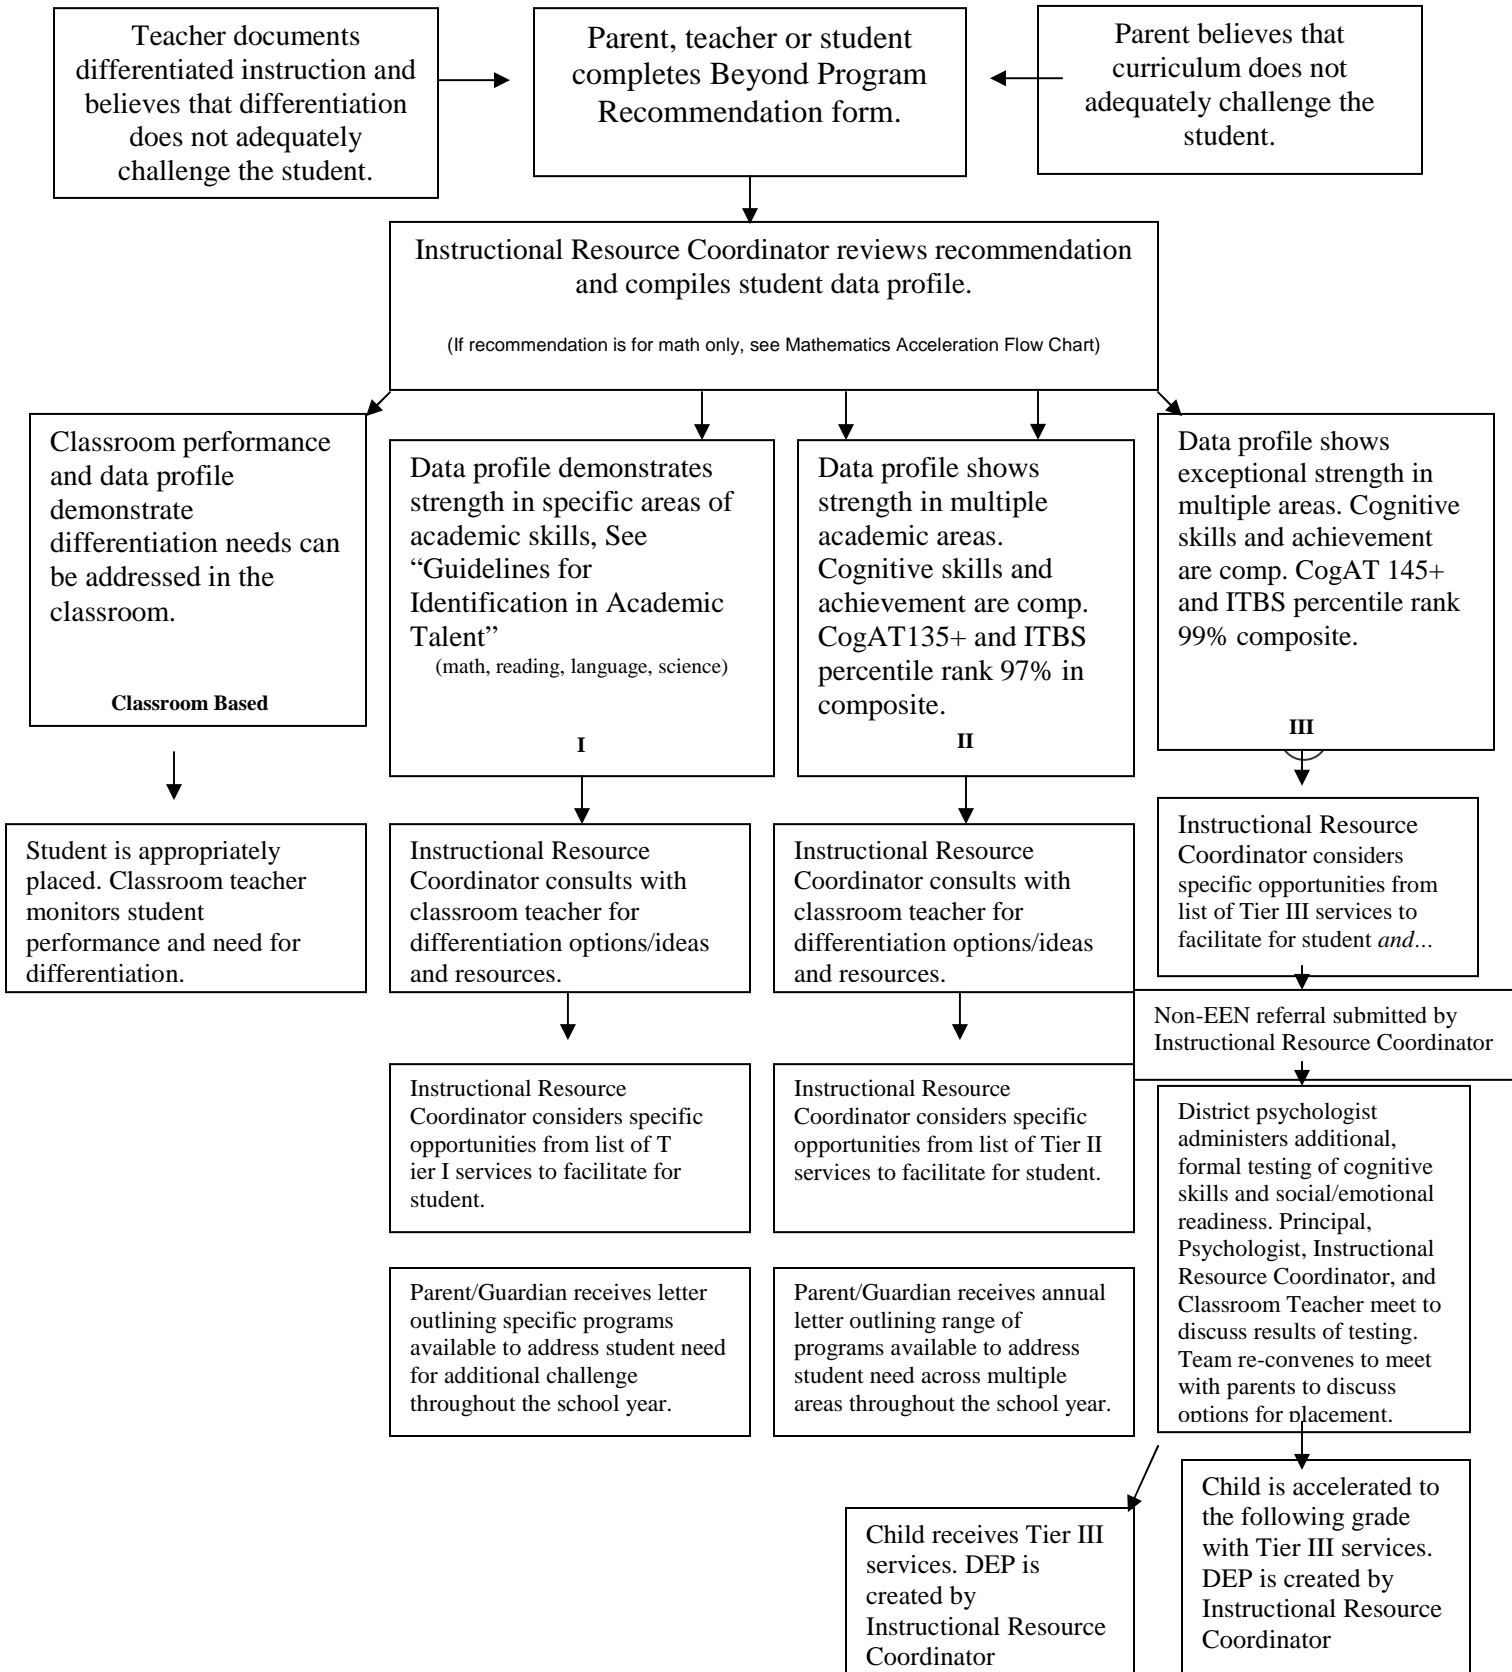 Teacher documents
differentiated instruction and
believes that differentiation
does not adequately
challenge the student.
Parent, teacher or student
completes Beyond Program
Recommendation form.
Parent believes that
curriculum does not
adequately challenge the
student.
Instructional Resource Coordinator reviews recommendation
and compiles student data profile.
(If recommendation is for math only, see Mathematics Acceleration Flow Chart)
Classroom performance
and data profile
demonstrate
differentiation needs can
be addressed in the
classroom.
Classroom Based
Data profile demonstrates
strength in specific areas of
academic skills, See
“Guidelines for
Identification in Academic
Talent”
(math, reading, language, science)
I
Data profile shows
strength in multiple
academic areas.
Cognitive skills and
achievement are comp.
CogAT135+ and ITBS
percentile rank 97% in
composite.
II
Data profile shows
exceptional strength in
multiple areas. Cognitive
skills and achievement
are comp. CogAT 145+
and ITBS percentile rank
99% composite.
III
Student is appropriately
placed. Classroom teacher
monitors student
performance and need for
differentiation.
Instructional Resource
Coordinator consults with
classroom teacher for
differentiation options/ideas
and resources.
Instructional Resource
Coordinator consults with
classroom teacher for
differentiation options/ideas
and resources.
Instructional Resource
Coordinator considers
specific opportunities from
list of Tier III services to
facilitate for student and...
Non-EEN referral submitted by
Instructional Resource Coordinator
Instructional Resource
Coordinator considers specific
opportunities from list of T
ier I services to facilitate for
student.
Instructional Resource
Coordinator considers specific
opportunities from list of Tier II
services to facilitate for student.
District psychologist
administers additional,
formal testing of cognitive
skills and social/emotional
readiness. Principal,
Psychologist, Instructional
Resource Coordinator, and
Classroom Teacher meet to
discuss results of testing.
Team re-convenes to meet
with parents to discuss
options for placement.
Parent/Guardian receives letter
outlining specific programs
available to address student need
for additional challenge
throughout the school year.
Parent/Guardian receives annual
letter outlining range of
programs available to address
student need across multiple
areas throughout the school year.
Child receives Tier III
services. DEP is
created by
Instructional Resource
Coordinator
Child is accelerated to
the following grade
with Tier III services.
DEP is created by
Instructional Resource
Coordinator